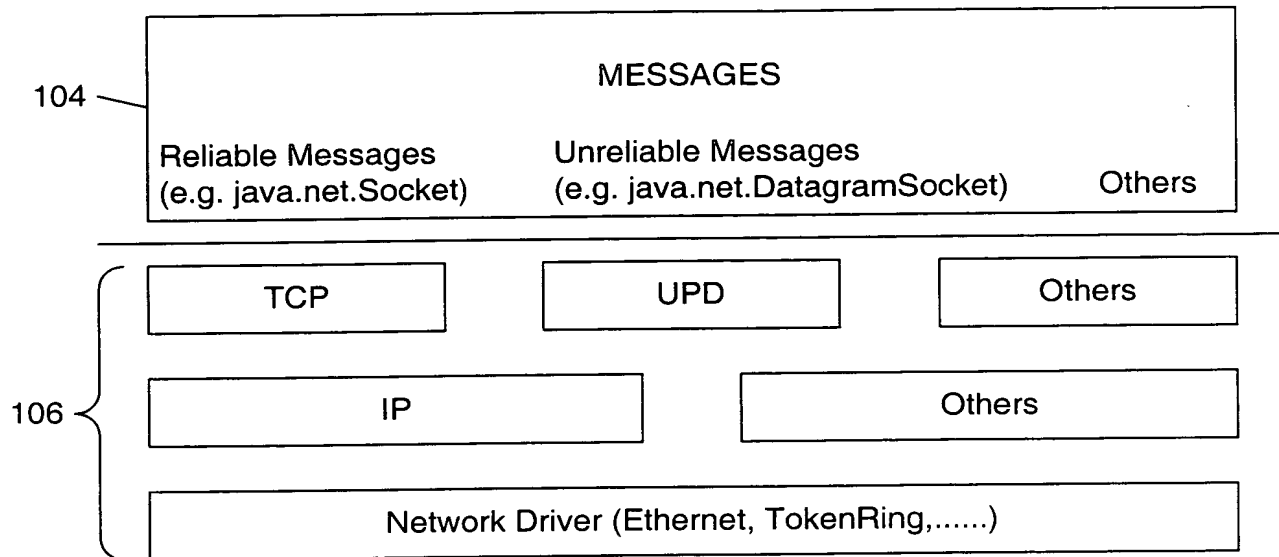 MESSAGES
104
Reliable Messages
(e.g. java.net.Socket)
Unreliable Messages
(e.g. java.net.DatagramSocket)
Others
TCP
UPD
Others
106
IP
Others
Network Driver (Ethernet, TokenRing,......)